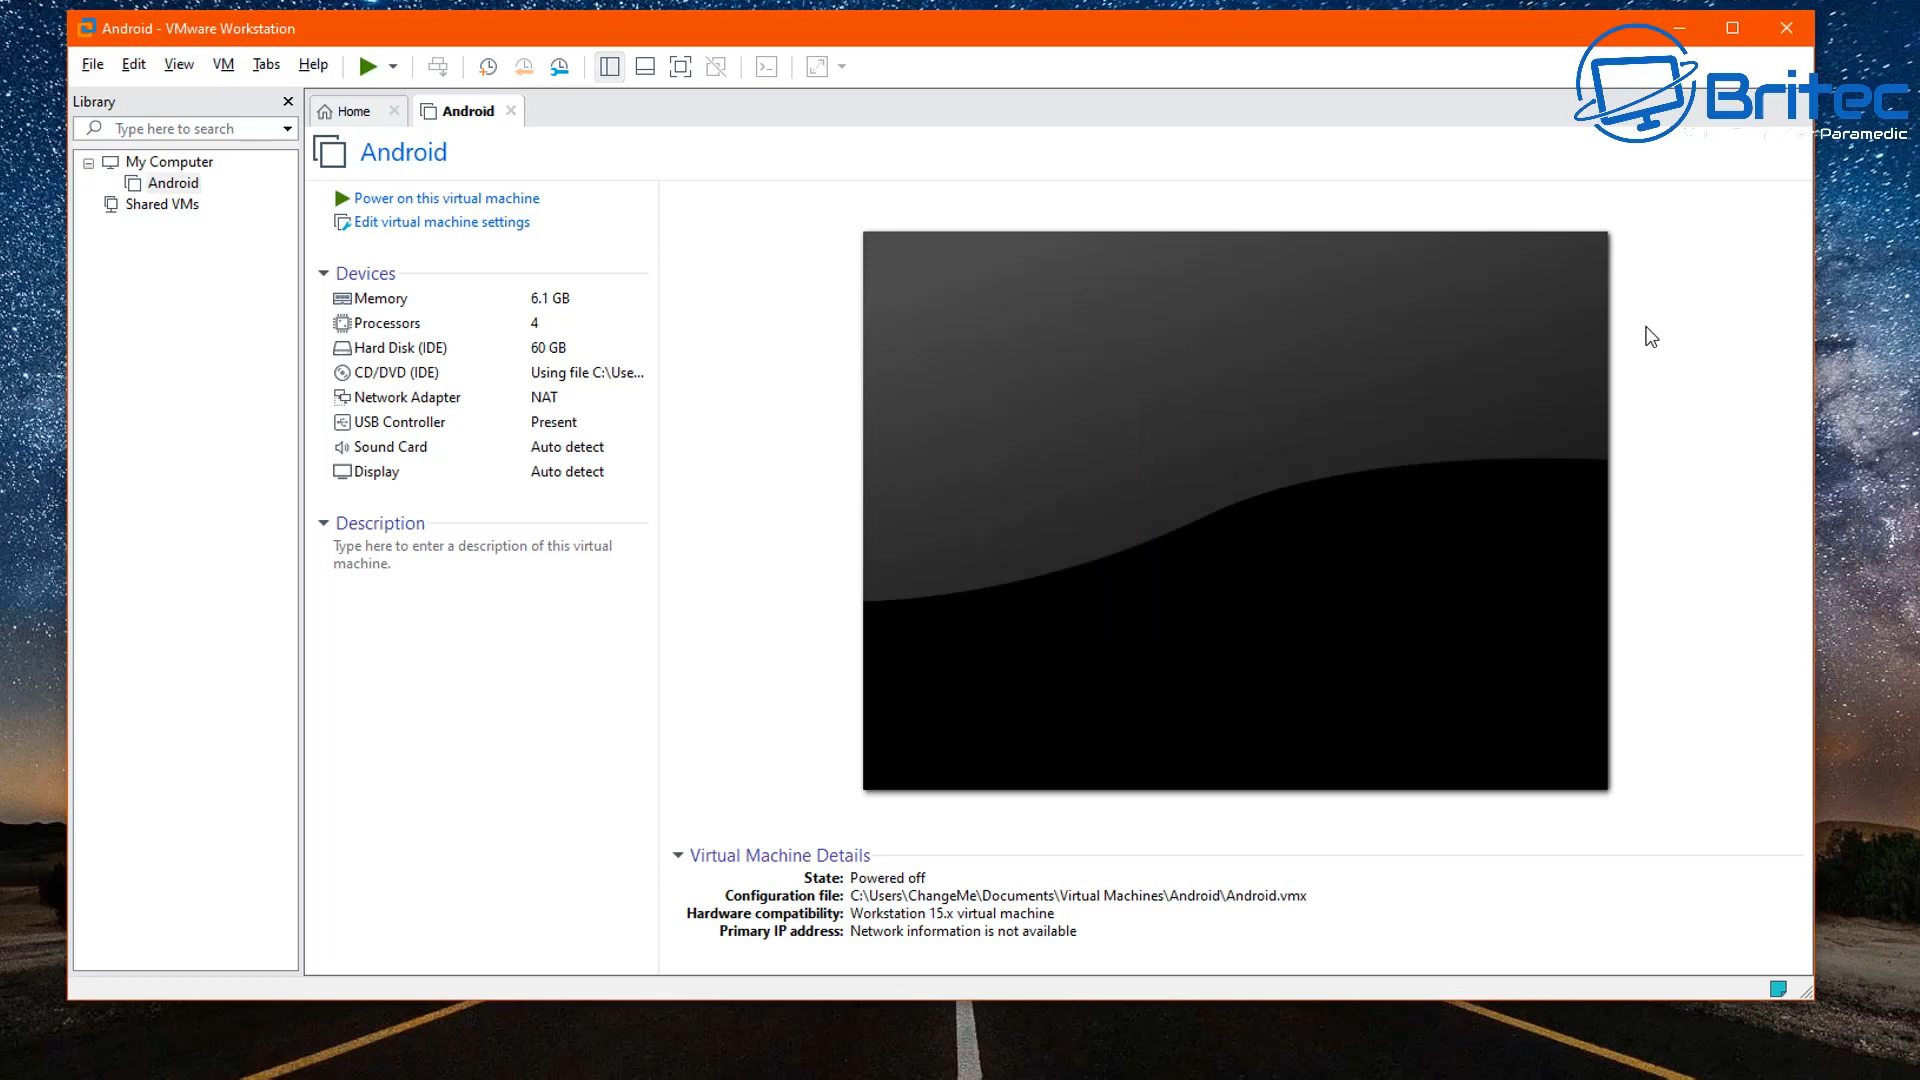 Android - VMware Workstation
File Edit View VM Tabs Help
Britec
Paramedic
Library
Home
Android
Type here to search
Android
My Computer
Android
Shared VMs
Power on this virtual machine
Edit virtual machine settings
Devices
Memory 6.1 GB
Processors 4
Hard Disk (IDE) 60 GB
CD/DVD (IDE) Using file C:\Use...
Network Adapter NAT
USB Controller Present
Sound Card Auto detect
Display Auto detect
Description
Type here to enter a description of this virtual
machine.
Virtual Machine Details
State: Powered off
Configuration file: C:\Users\ChangeMe\Documents\Virtual Machines\Android\Android.vmx
Hardware compatibility: Workstation 15.x virtual machine
Primary IP address: Network information is not available